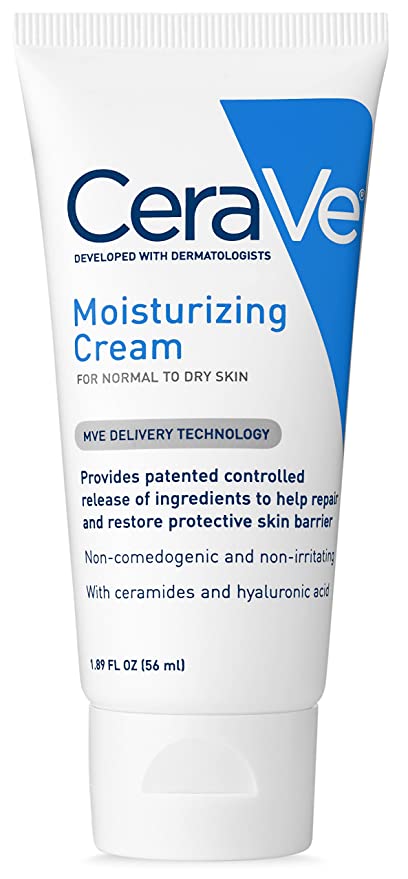 CeraVe®
DEVELOPED WITH DERMATOLOGISTS
Moisturizing
Cream
FOR NORMAL TO DRY SKIN
MVE DELIVERY TECHNOLOGY
Provides patented controlled
release of ingredients to help repair
and restore protective skin barrier
Non-comedogenic and non-irritating
With ceramides and hyaluronic acid
1.89 FL OZ (56 ml)